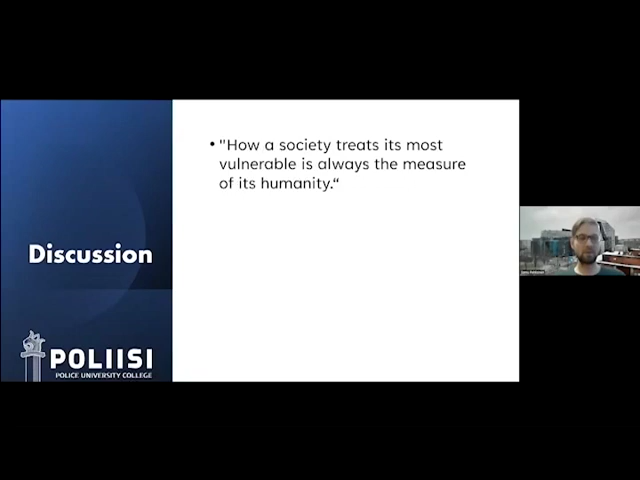 • "How a society treats its most
vulnerable is always the measure
of its humanity.“
Discussion
POLIISI
POLICE UNIVERSITY COLLEGE